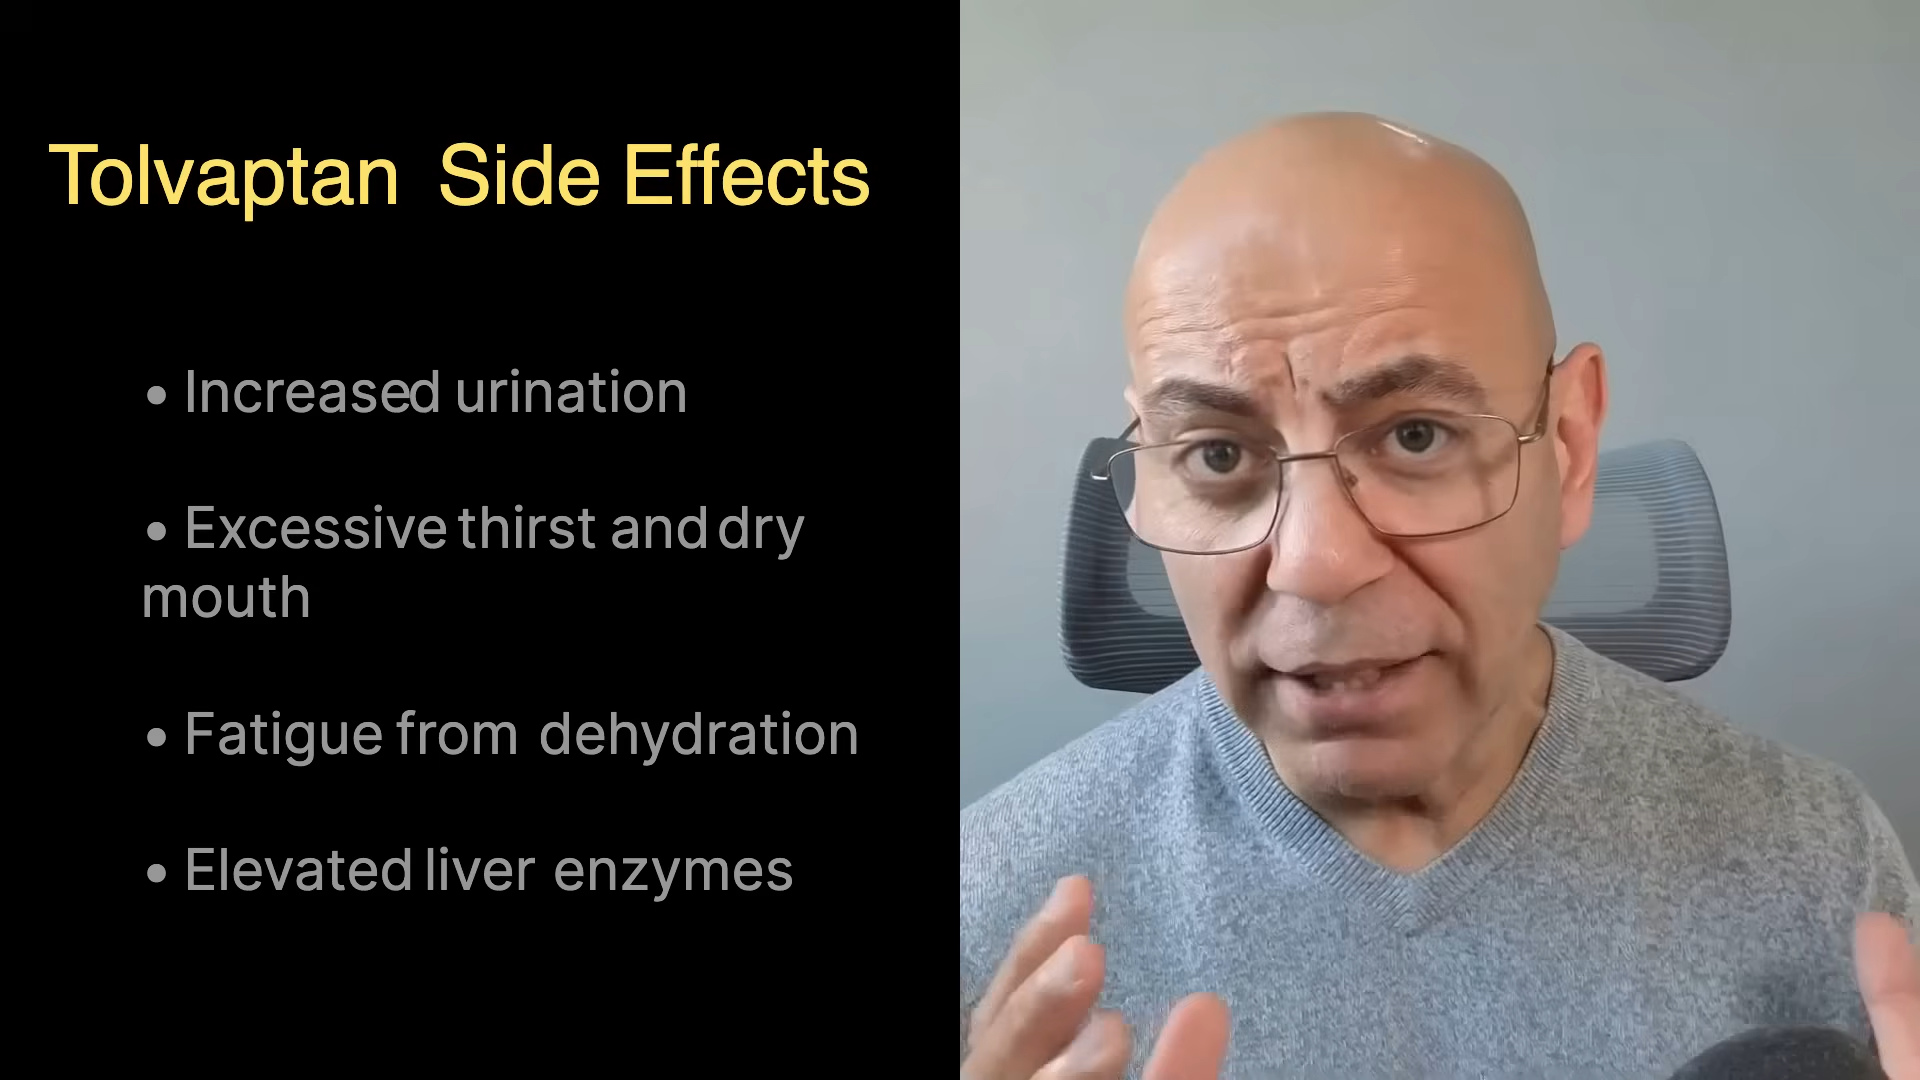 Tolvaptan Side Effects
• Increased urination
• Excessive thirst and dry
mouth
• Fatigue from dehydration
• Elevated liver enzymes